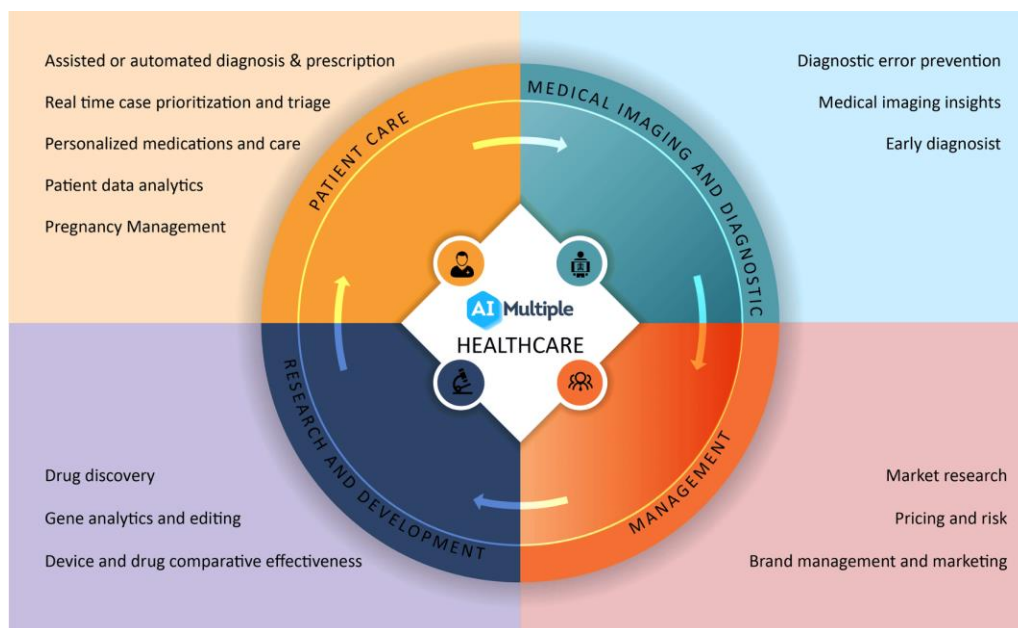 Assisted or automated diagnosis & prescription
Real time case prioritization and triage
Personalized medications and care
Patient data analytics
Pregnancy Management
PATIENT CARE
MEDICAL IMAGING AND DIAGNOSTIC
Diagnostic error prevention
Medical imaging insights
Early diagnosist
AI Multiple
HEALTHCARE
RESEARCH AND DEVELOPMENT
Drug discovery
Gene analytics and editing
Device and drug comparative effectiveness
MANAGEMENT
Market research
Pricing and risk
Brand management and marketing